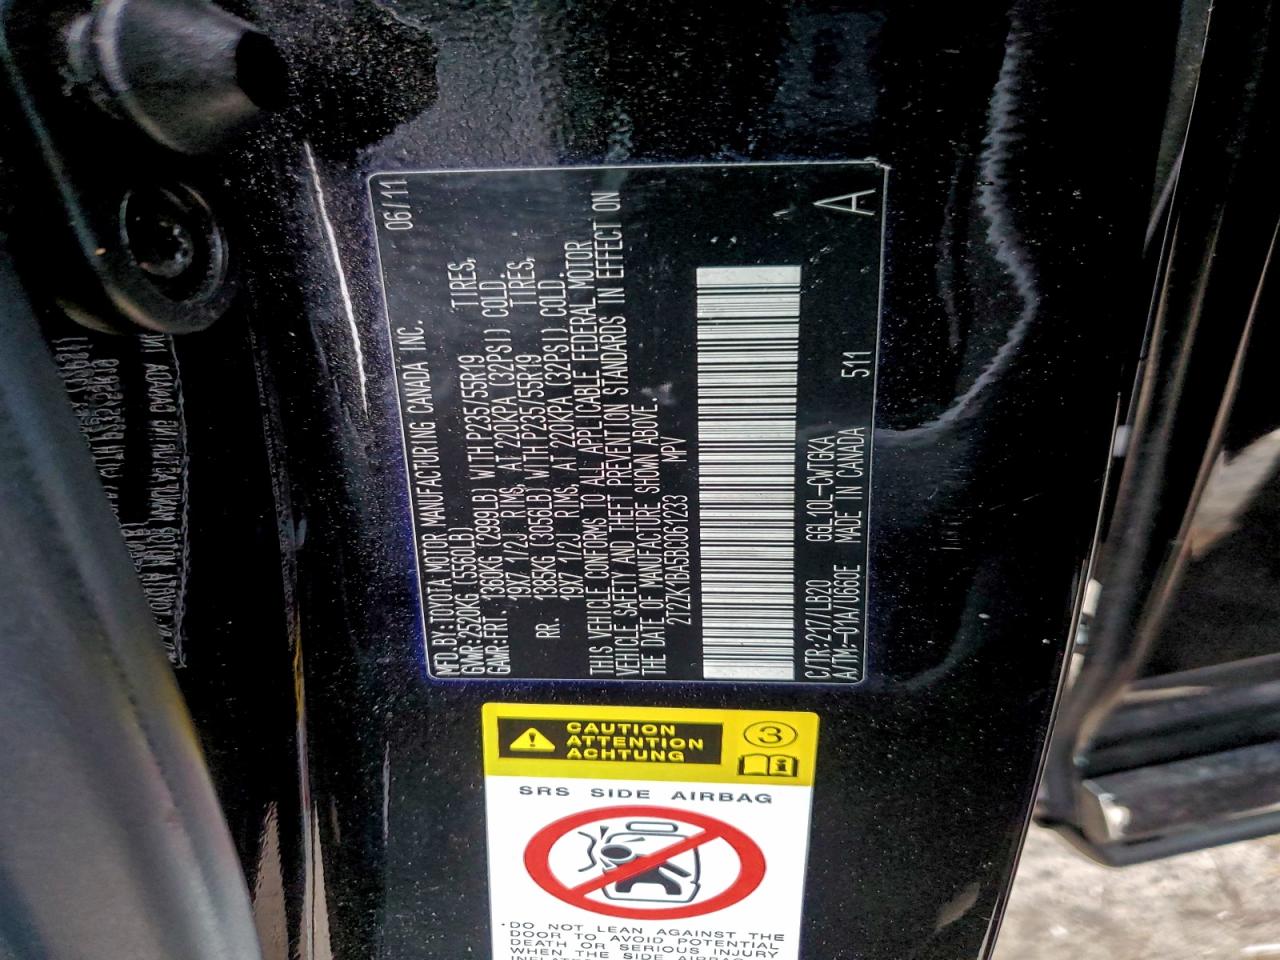 MFD.BY:TOYOTA MOTOR MANUFACTURING CANADA INC. 06/11
GVWR:2520KG (5560LB)
GAWR:FRT. 1360KG (2999LB) WITH P235/55R19 TIRES,
19X7 1/2J RIMS, AT 220KPA (32PSI) COLD.
RR. 1385KG (3056LB) WITH P235/55R19 TIRES,
19X7 1/2J RIMS, AT 220KPA (32PSI) COLD.
THIS VEHICLE CONFORMS TO ALL APPLICABLE FEDERAL MOTOR
VEHICLE SAFETY AND THEFT PREVENTION STANDARDS IN EFFECT ON
THE DATE OF MANUFACTURE SHOWN ABOVE.
2T2ZK1BA5BC061233 MPV
C/TR:217/LB20 GGL10L-CWTGKA 511
A/TM:-01A/U660E MADE IN CANADA A
CAUTION
ATTENTION
ACHTUNG
3
SRS SIDE AIRBAG
·DO NOT LEAN AGAINST THE
DOOR TO AVOID POTENTIAL
DEATH OR SERIOUS INJURY
WHEN THE SIDE AIRBAG